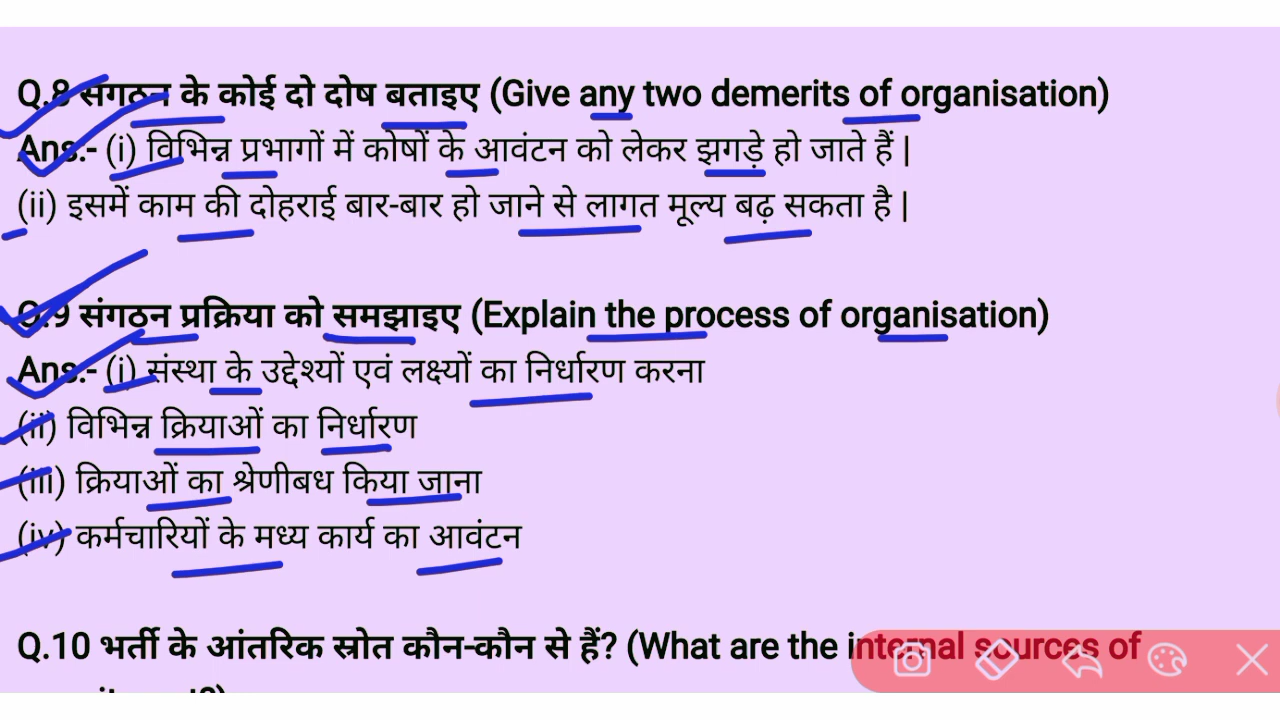 Q.8 संगठन के कोई दो दोष बताइए (Give any two demerits of organisation)
Ans.- (i) विभिन्न प्रभागों में कोषों के आवंटन को लेकर झगड़े हो जाते हैं |
(ii) इसमें काम की दोहराई बार-बार हो जाने से लागत मूल्य बढ़ सकता है |
Q.9 संगठन प्रक्रिया को समझाइए (Explain the process of organisation)
Ans.- (i) संस्था के उद्देश्यों एवं लक्ष्यों का निर्धारण करना
(ii) विभिन्न क्रियाओं का निर्धारण
(iii) क्रियाओं का श्रेणीबध किया जाना
(iv) कर्मचारियों के मध्य कार्य का आवंटन
Q.10 भर्ती के आंतरिक स्रोत कौन-कौन से हैं? (What are the internal sources of